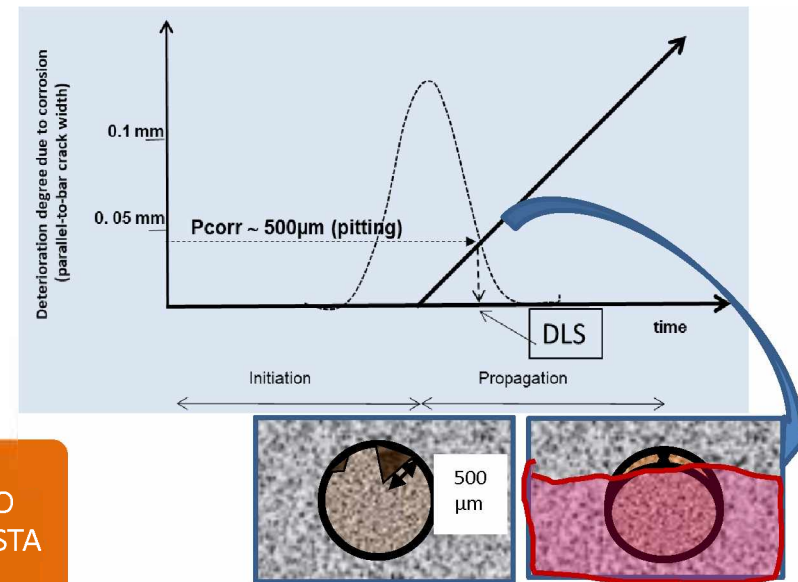 Deterioration degree due to corrosion
(parallel-to-bar crack width)
0.1 mm
0. 05 mm
Pcorr ~ 500µm (pitting)
DLS
time
Initiation
Propagation
500
µm
O
STA